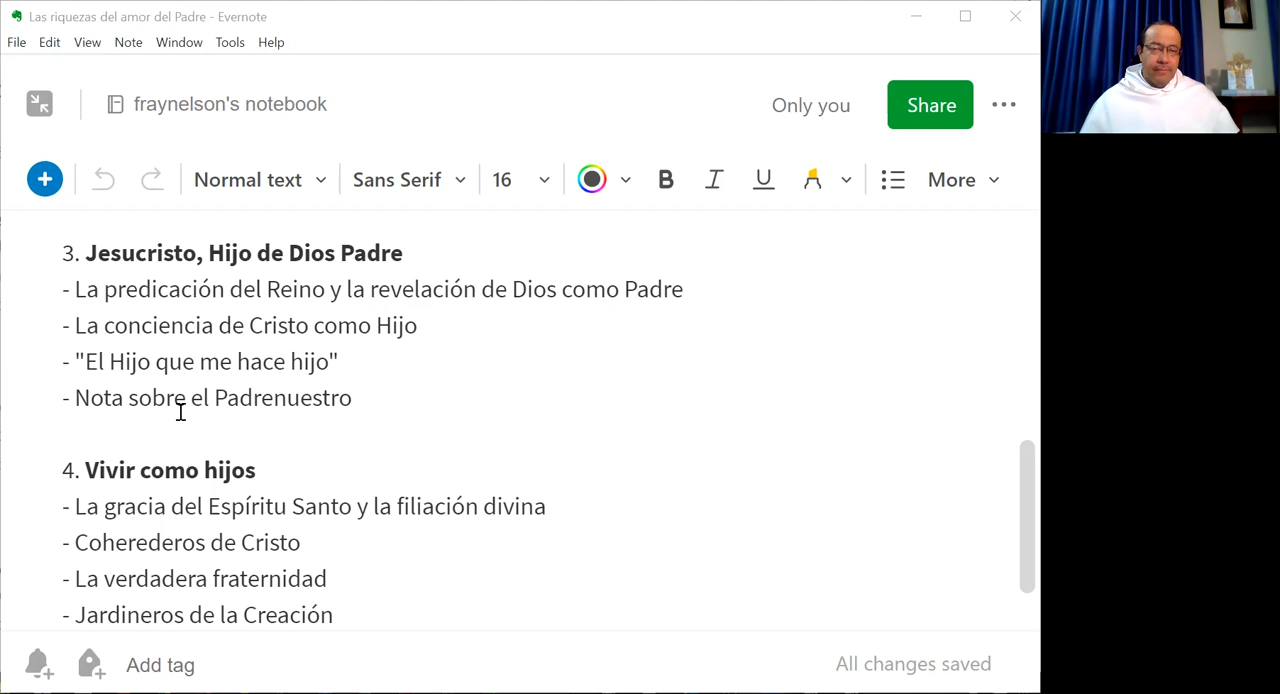 Las riquezas del amor del Padre - Evernote
File Edit View Note Window Tools Help
fraynelson's notebook Only you Share
Normal text Sans Serif 16 B I U More
3. Jesucristo, Hijo de Dios Padre
- La predicación del Reino y la revelación de Dios como Padre
- La conciencia de Cristo como Hijo
- "El Hijo que me hace hijo"
- Nota sobre el Padrenuestro
4. Vivir como hijos
- La gracia del Espíritu Santo y la filiación divina
- Coherederos de Cristo
- La verdadera fraternidad
- Jardineros de la Creación
Add tag All changes saved